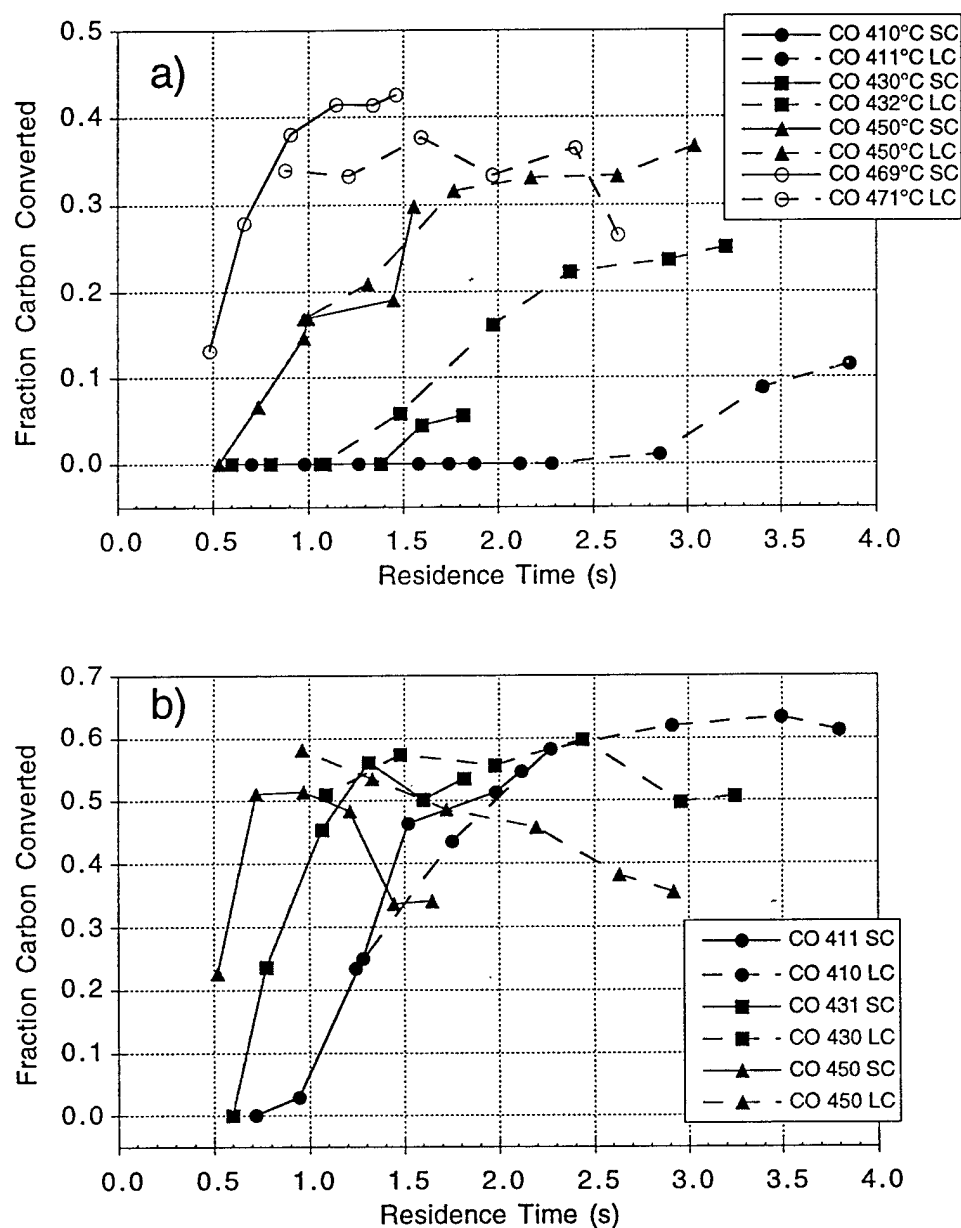 a)
0.5
0.4
0.3
0.2
0.1
0.0
Fraction Carbon Converted
CO 410°C SC
CO 411°C LC
CO 430°C SC
CO 432°C LC
CO 450°C SC
CO 450°C LC
CO 469°C SC
CO 471°C LC
0.0 0.5 1.0 1.5 2.0 2.5 3.0 3.5 4.0
Residence Time (s)
b)
0.7
0.6
0.5
0.4
0.3
0.2
0.1
0.0
Fraction Carbon Converted
CO 411 SC
CO 410 LC
CO 431 SC
CO 430 LC
CO 450 SC
CO 450 LC
0.0 0.5 1.0 1.5 2.0 2.5 3.0 3.5 4.0
Residence Time (s)